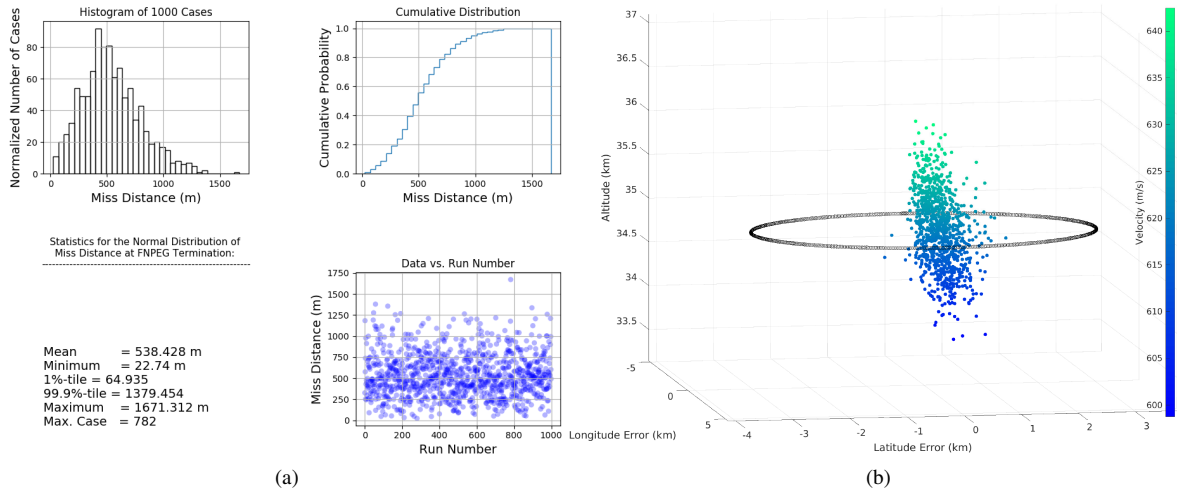 Histogram of 1000 Cases
Normalized Number of Cases
80
60
40
20
0
0
500
1000
1500
Miss Distance (m)
Cumulative Distribution
Cumulative Probability
1.0
0.8
0.6
0.4
0.2
0.0
0
500
1000
1500
Miss Distance (m)
Statistics for the Normal Distribution of
Miss Distance at FNPEG Termination:
--------------------------------------------------------
Mean = 538.428 m
Minimum = 22.74 m
1%-tile = 64.935
99.9%-tile = 1379.454
Maximum = 1671.312 m
Max. Case = 782
Data vs. Run Number
Miss Distance (m)
1750
1500
1250
1000
750
500
250
0
0
200
400
600
800
1000
Run Number
(a)
37
36.5
36
35.5
35
34.5
34
33.5
Altitude (km)
-5
0
5
Longitude Error (km)
-4
-3
-2
-1
0
1
2
3
Latitude Error (km)
Velocity (m/s)
640
635
630
625
620
615
610
605
600
(b)